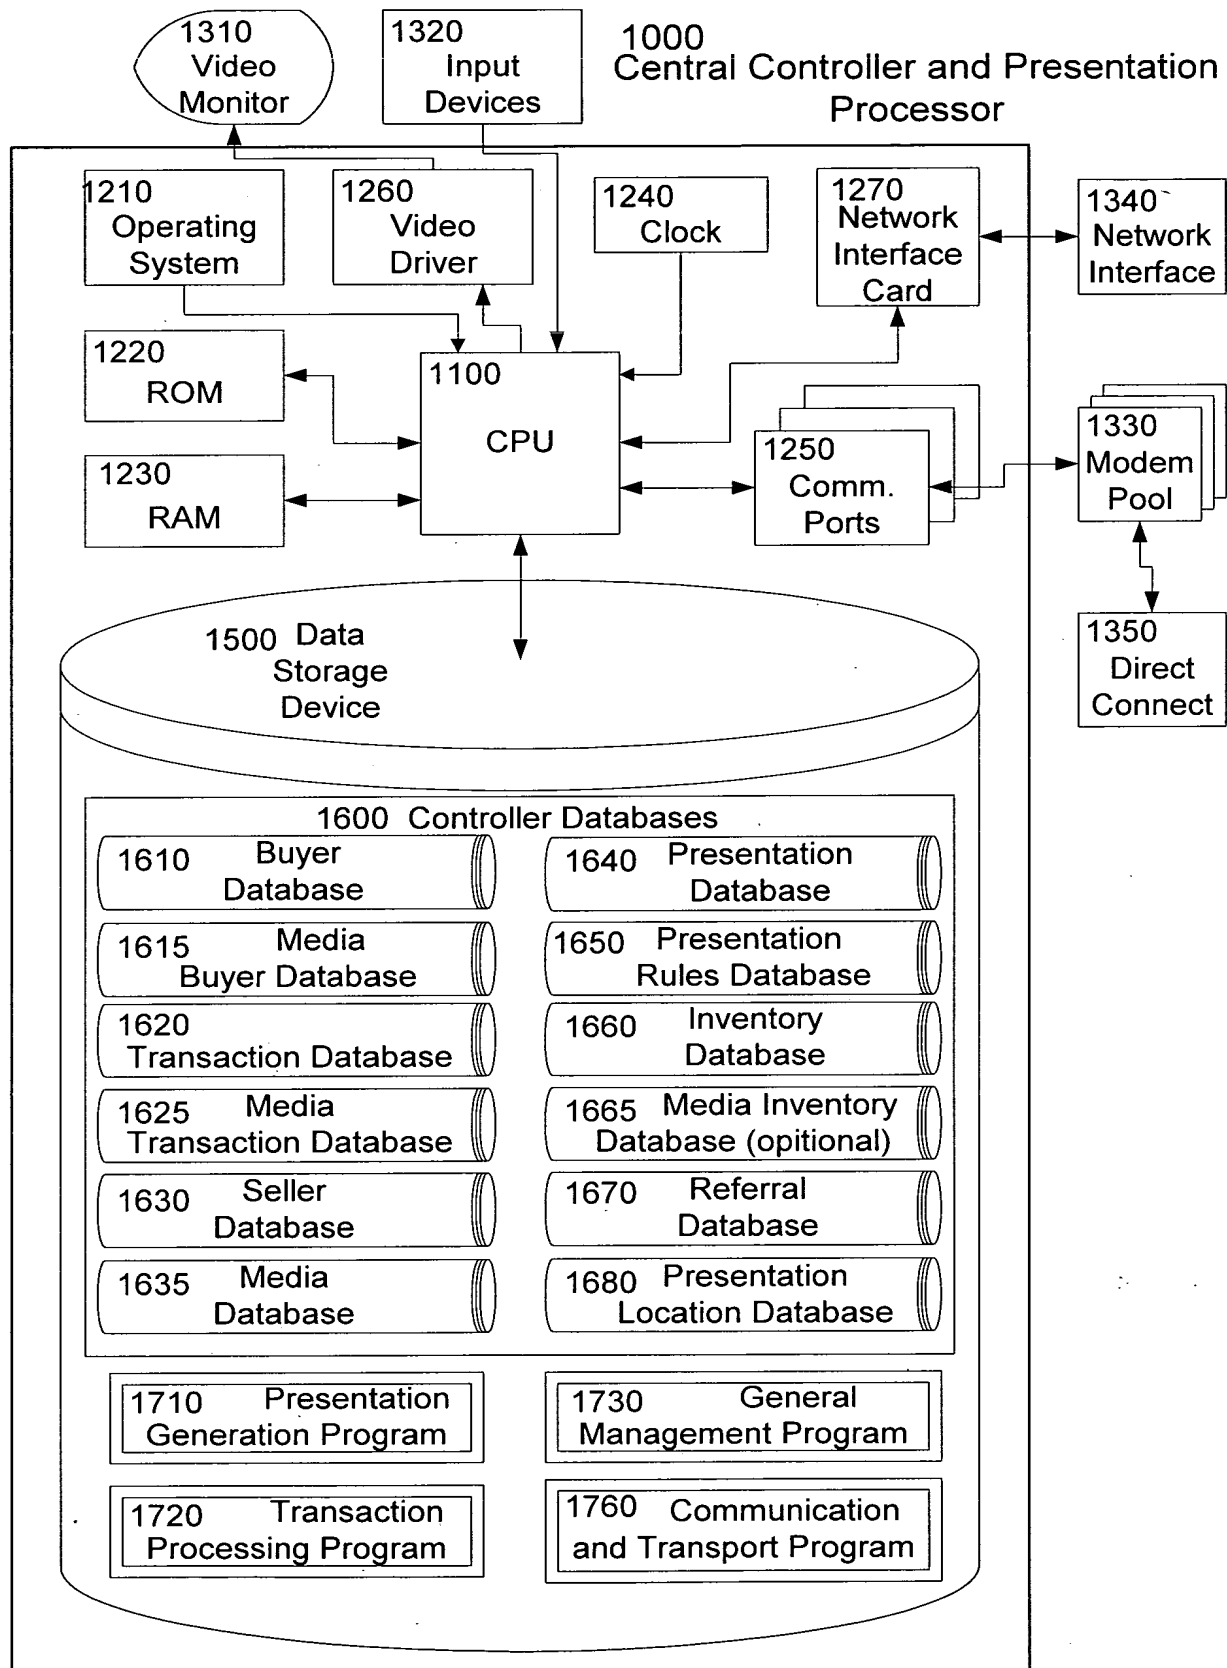 1310
Video
Monitor
1320
Input
Devices
1000
Central Controller and Presentation
Processor
1210
Operating
System
1260
Video
Driver
1240
Clock
1270
Network
Interface
Card
1340
Network
Interface
1220
ROM
1100
CPU
1230
RAM
1250
Comm.
Ports
1330
Modem
Pool
1350
Direct
Connect
1500 Data
Storage
Device
1600 Controller Databases
1610 Buyer
Database
1640 Presentation
Database
1615 Media
Buyer Database
1650 Presentation
Rules Database
1620
Transaction Database
1660 Inventory
Database
1625 Media
Transaction Database
1665 Media Inventory
Database (opitional)
1630 Seller
Database
1670 Referral
Database
1635 Media
Database
1680 Presentation
Location Database
1710 Presentation
Generation Program
1730 General
Management Program
1720 Transaction
Processing Program
1760 Communication
and Transport Program